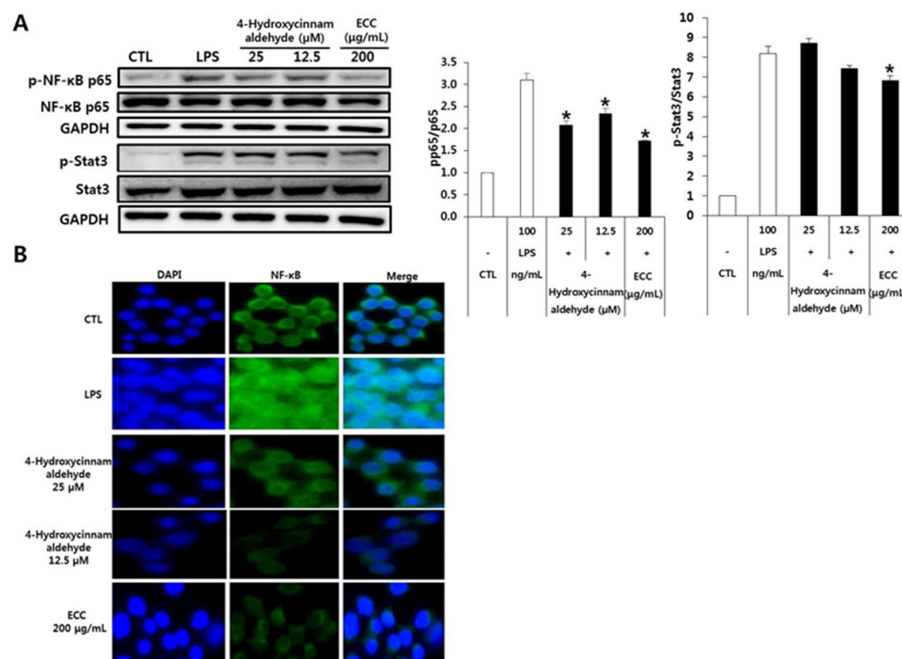 A
4-Hydroxycinnam
aldehyde (μM)
ECC
(μg/mL)
CTL LPS 25 12.5 200
p-NF-κB p65
NF-κB p65
GAPDH
p-Stat3
Stat3
GAPDH
pp65/p65
3.5
3.0
2.5
2.0
1.5
1.0
0.5
0.0
* * *
100 25 12.5 200
- LPS + + +
CTL ng/mL 4-
Hydroxycinnam
aldehyde (μM)
ECC
(μg/mL)
p-Stat3/Stat3
10
9
8
7
6
5
4
3
2
1
0
*
100 25 12.5 200
- LPS + + +
CTL ng/mL 4-
Hydroxycinnam
aldehyde (μM)
ECC
(μg/mL)
B
DAPI NF-κB Merge
CTL
LPS
4-Hydroxycinnam
aldehyde
25 μM
4-Hydroxycinnam
aldehyde
12.5 μM
ECC
200 μg/mL